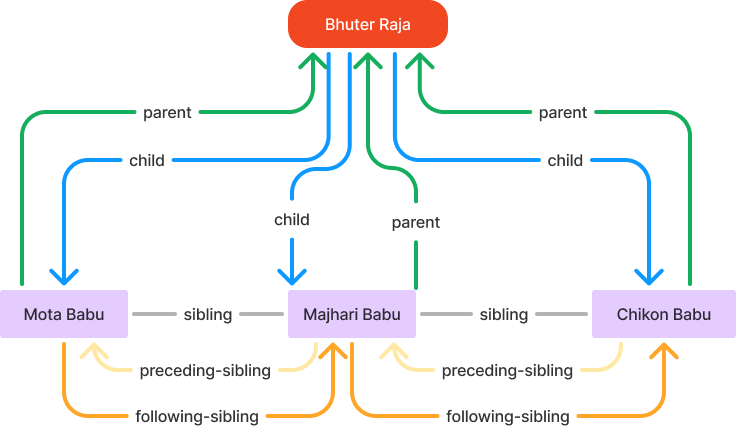 Bhuter Raja
parent
parent
child
child
child
parent
Mota Babu
sibling
Majhari Babu
sibling
Chikon Babu
preceding-sibling
preceding-sibling
following-sibling
following-sibling